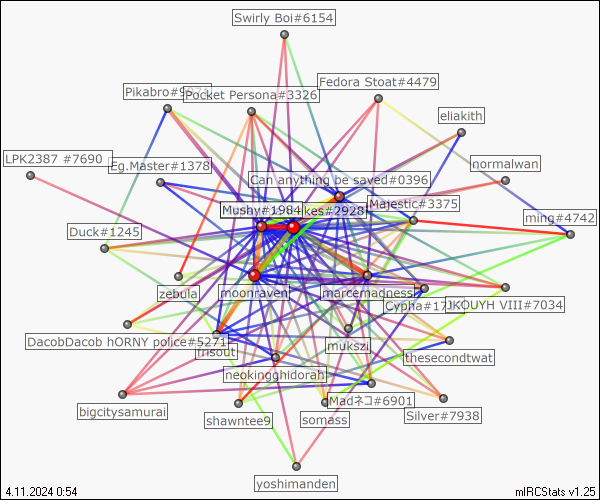 Swirly Boi#6154
Fedora Stoat#4479
Pikabro#9
Pocket Persona#3326
eliakith
LPK2387 #7690
Eg.Master#1378
normalwan
Can anything be saved#0396
Mushy#1984
kes#2928
Majestic#3375
ming#4742
Duck#1245
zebula
moonraven
marcemadness
Cypha#17
JKOUYH VIII#7034
DacobDacob hORNY police#5271
frisout
mukszi
thesecondtwat
neokingghidorah
bigcitysamurai
Madネコ#6901
shawntee9
somass
Silver#7938
yoshimanden
4.11.2024 0:54
mIRCStats v1.25